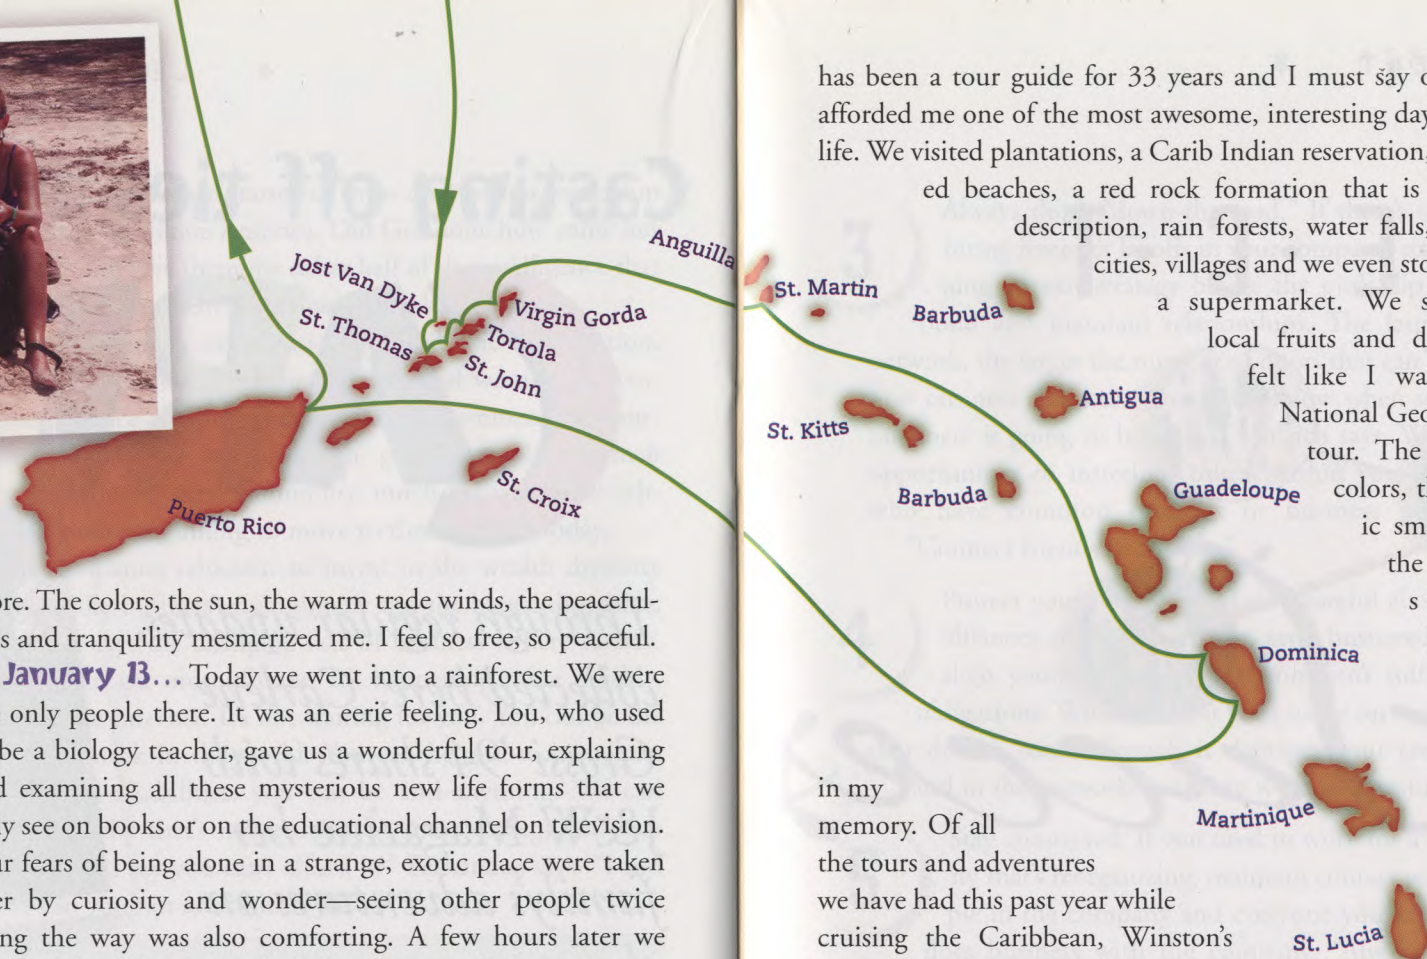 Jost Van Dyke
St. Thomas
Virgin Gorda
Tortola
St. John
St. Croix
Puerto Rico
Anguilla
ore. The colors, the sun, the warm trade winds, the peaceful-
s and tranquility mesmerized me. I feel so free, so peaceful.
January 13... Today we went into a rainforest. We were
only people there. It was an eerie feeling. Lou, who used
be a biology teacher, gave us a wonderful tour, explaining
d examining all these mysterious new life forms that we
ly see on books or on the educational channel on television.
ur fears of being alone in a strange, exotic place were taken
er by curiosity and wonder—seeing other people twice
ng the way was also comforting. A few hours later we
has been a tour guide for 33 years and I must say
afforded me one of the most awesome, interesting day
life. We visited plantations, a Carib Indian reservation,
ed beaches, a red rock formation that is
description, rain forests, water falls,
cities, villages and we even sto
a supermarket. We s
local fruits and d
felt like I wa
National Geo
tour. The
colors, t
ic sm
the
s
St. Martin
Barbuda
Antigua
St. Kitts
Barbuda
Guadeloupe
Dominica
Martinique
St. Lucia
in my
memory. Of all
the tours and adventures
we have had this past year while
cruising the Caribbean, Winston's